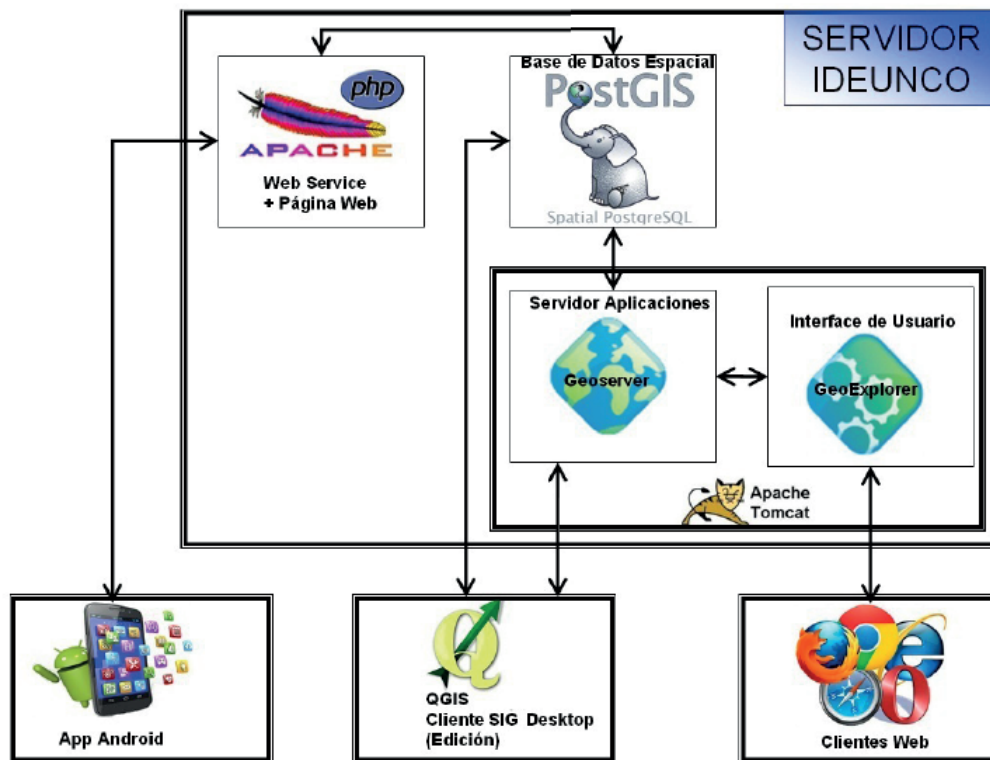 SERVIDOR
IDEUNCO
php
APACHE
Web Service
+ Página Web
Base de Datos Espacial
PostGIS
Spatial PostgreSQL
Servidor Aplicaciones
Geoserver
Interface de Usuario
GeoExplorer
Apache
Tomcat
App Android
QGIS
Cliente SIG Desktop
(Edición)
Clientes Web